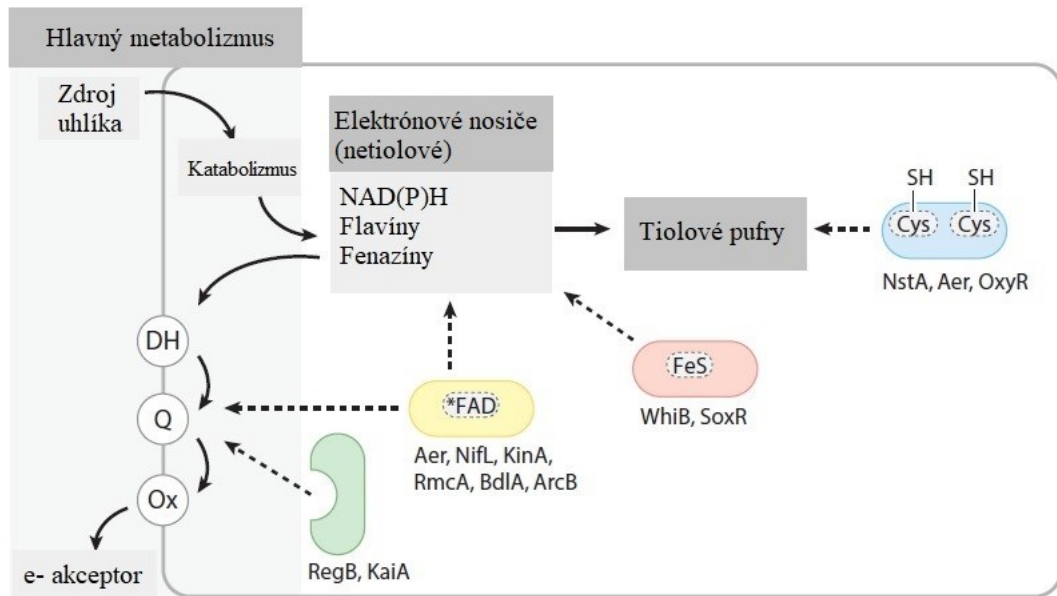 Hlavný metabolizmus
Zdroj
uhlíka
Katabolizmus
Elektrónové nosiče
(netiolové)
NAD(P)H
Flavíny
Fenazíny
Tiolové pufry
SH SH
Cys Cys
NstA, Aer, OxyR
DH
Q
Ox
e- akceptor
*FAD
Aer, NifL, KinA,
RmcA, BdlA, ArcB
FeS
WhiB, SoxR
RegB, KaiA